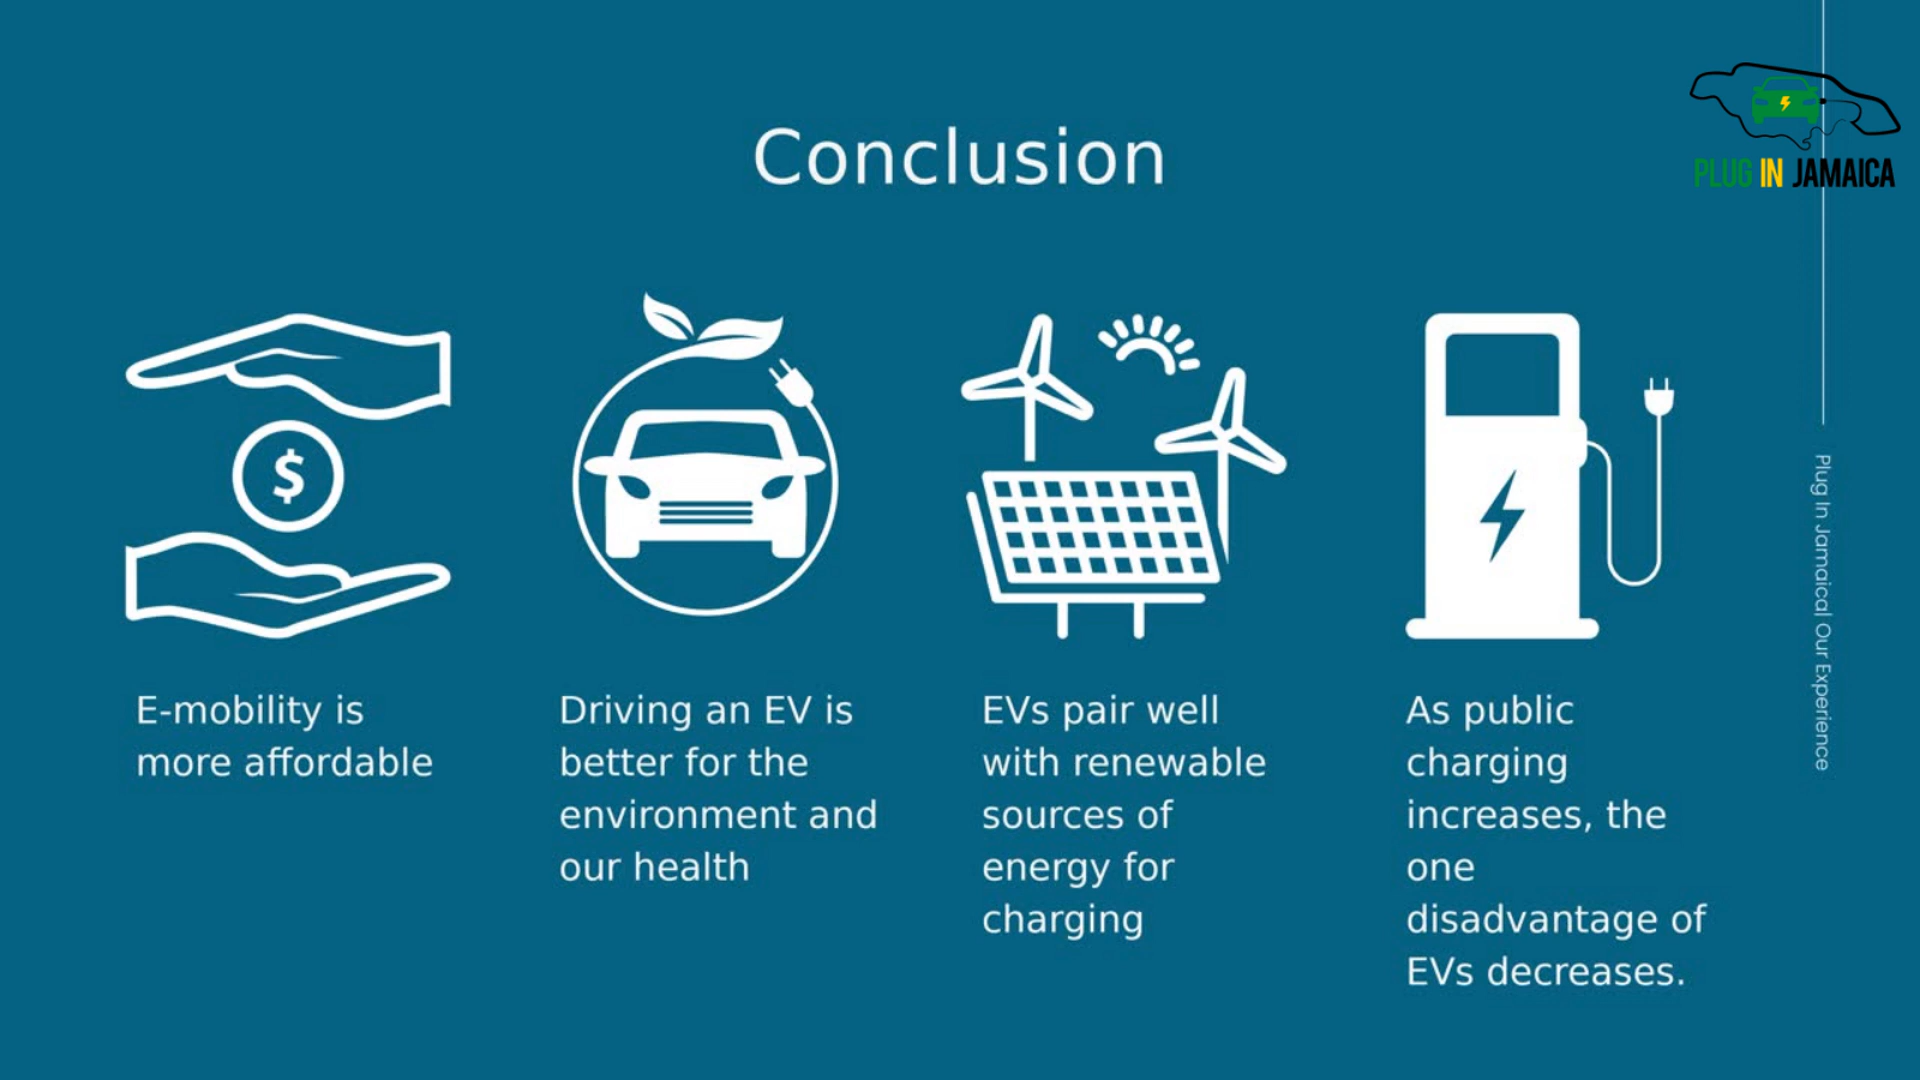 Conclusion
PLUG IN JAMAICA
$
E-mobility is
more affordable
Driving an EV is
better for the
environment and
our health
EVs pair well
with renewable
sources of
energy for
charging
As public
charging
increases, the
one
disadvantage of
EVs decreases.
Plug In Jamaical Our Experience